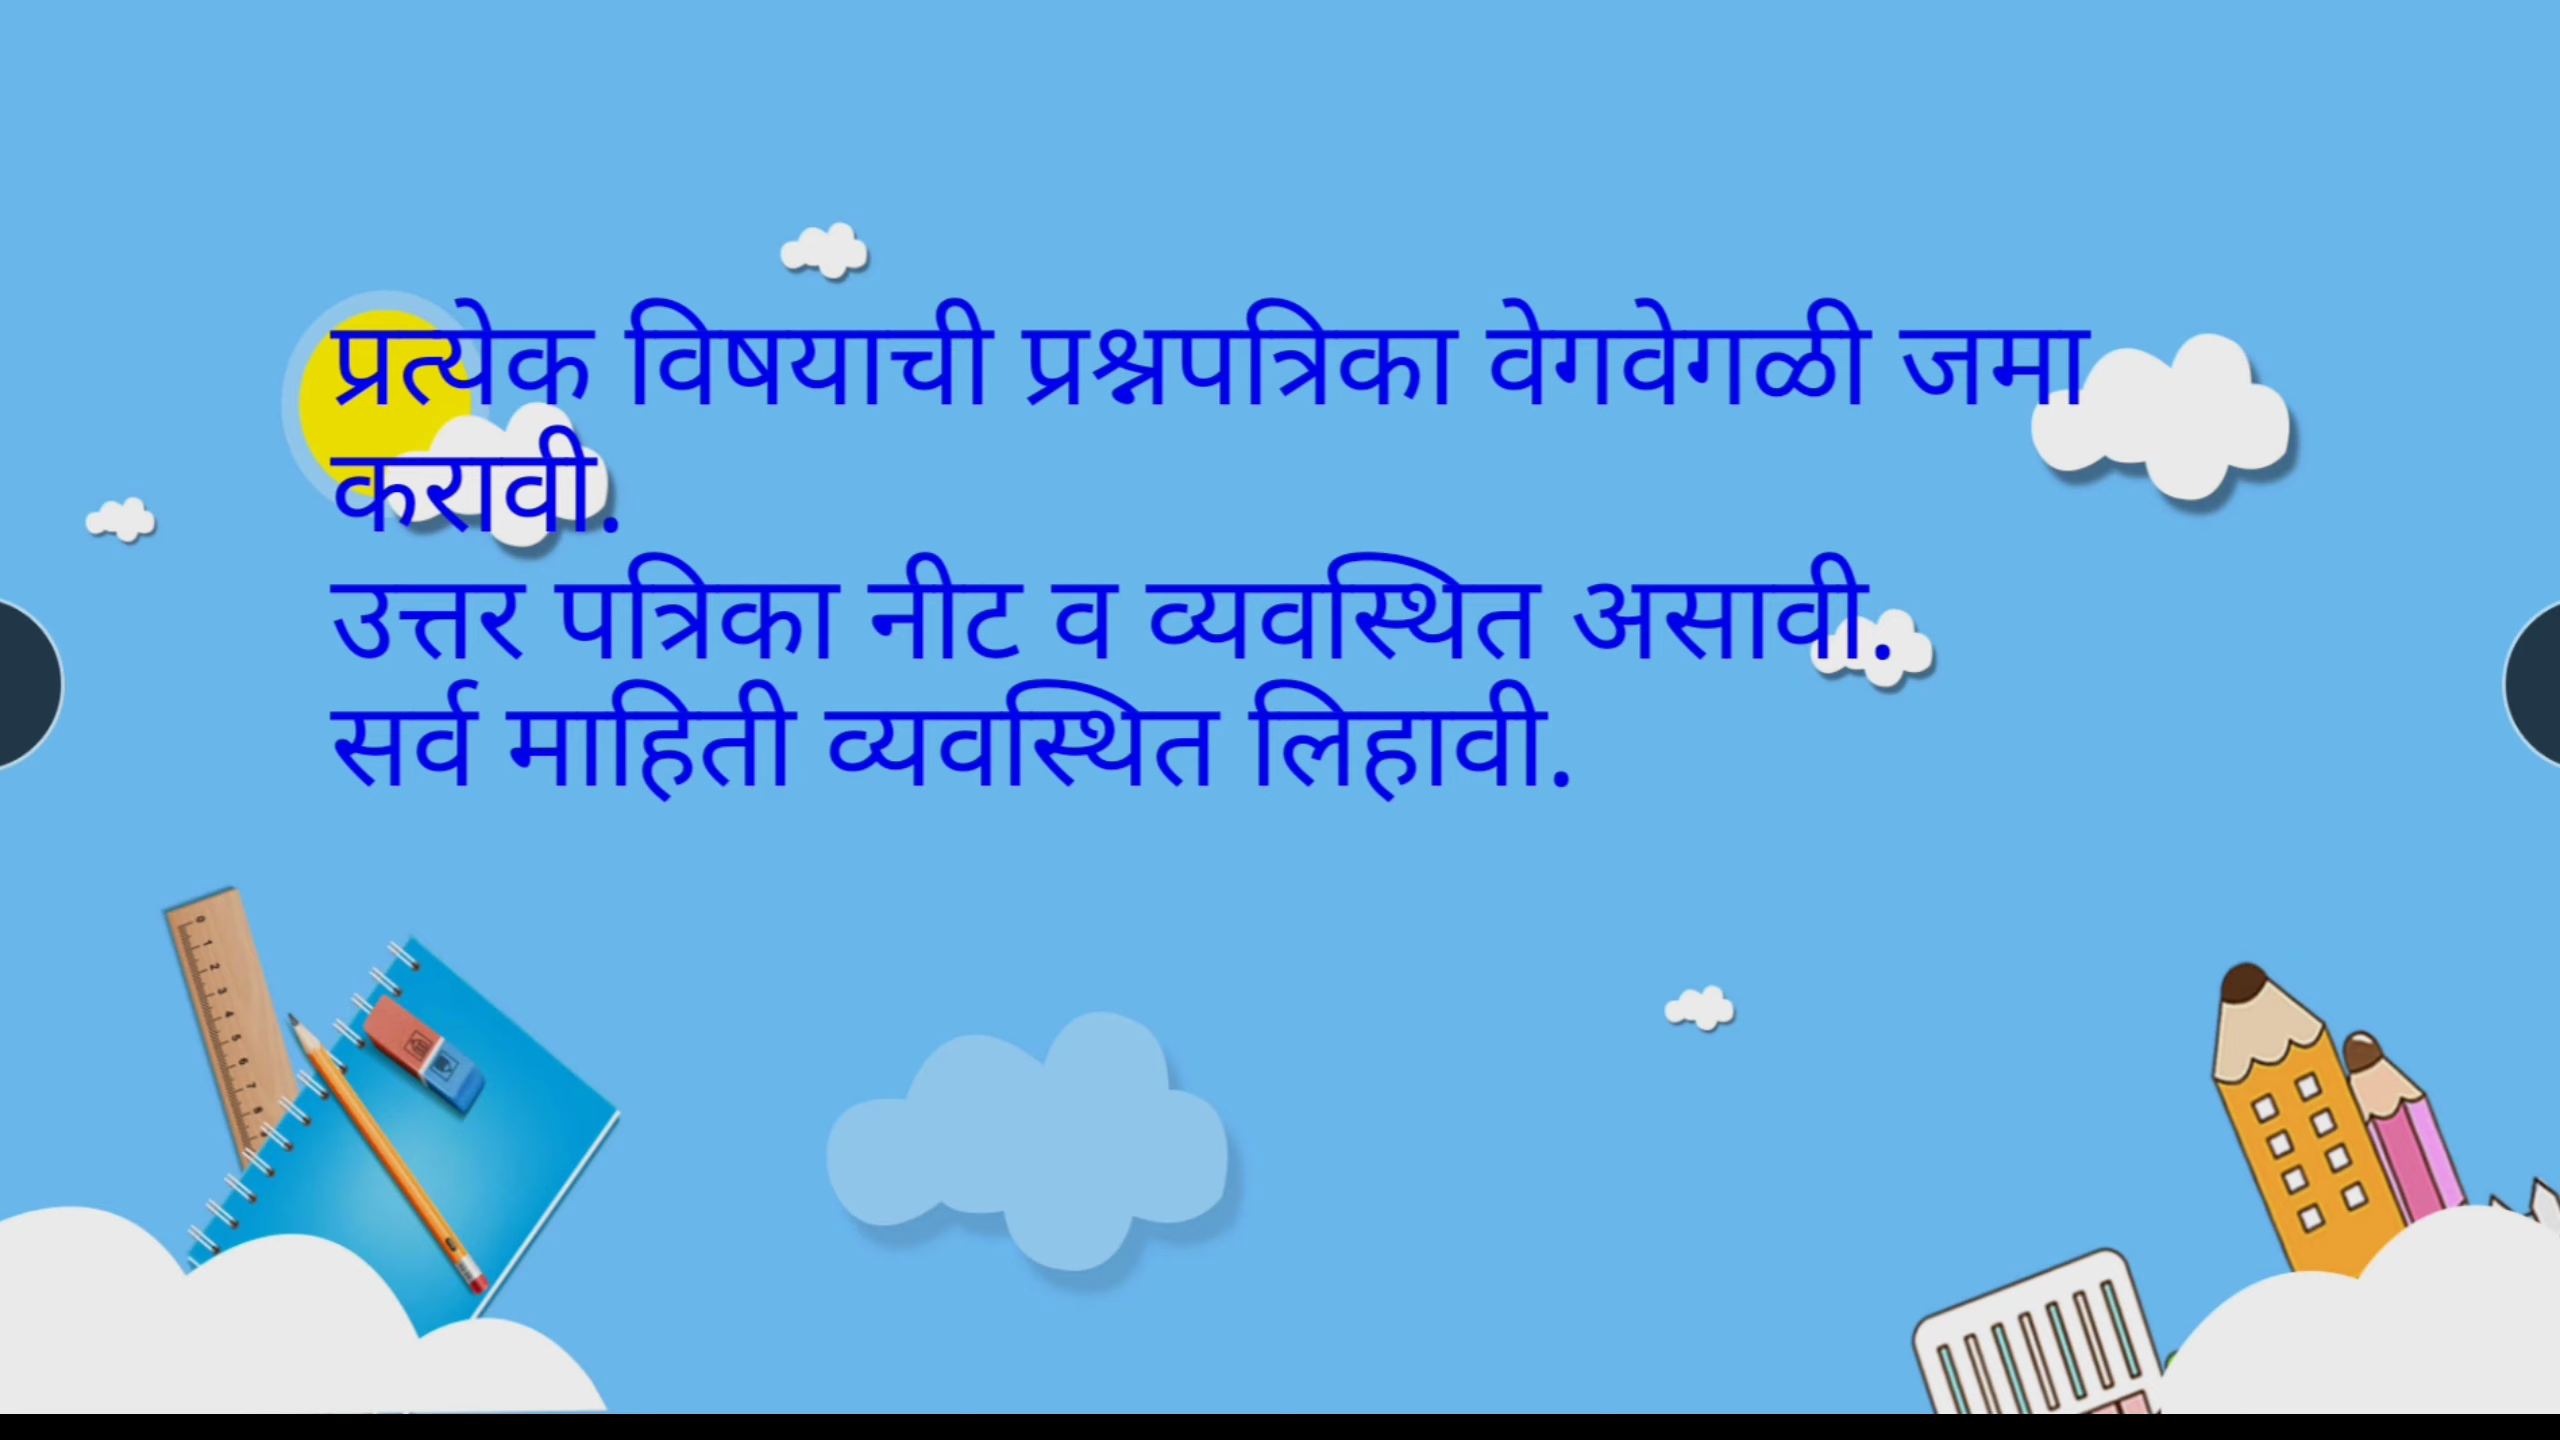 प्रत्येक विषयाची प्रश्नपत्रिका वेगवेगळी जमा
करावी.
उत्तर पत्रिका नीट व व्यवस्थित असावी.
सर्व माहिती व्यवस्थित लिहावी.